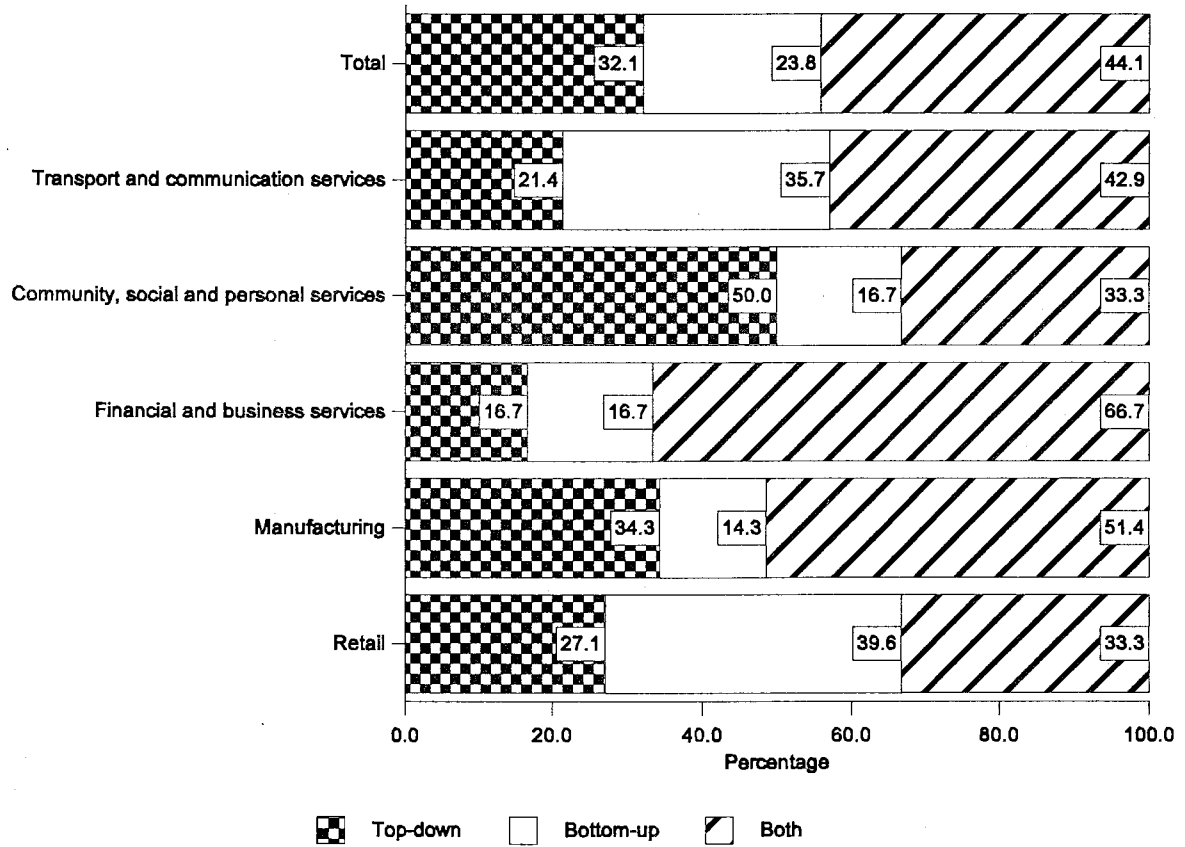 Total 32.1 23.8 44.1
Transport and communication services 21.4 35.7 42.9
Community, social and personal services 50.0 16.7 33.3
Financial and business services 16.7 16.7 66.7
Manufacturing 34.3 14.3 51.4
Retail 27.1 39.6 33.3
0.0 20.0 40.0 60.0 80.0 100.0
Percentage
Top-down Bottom-up Both